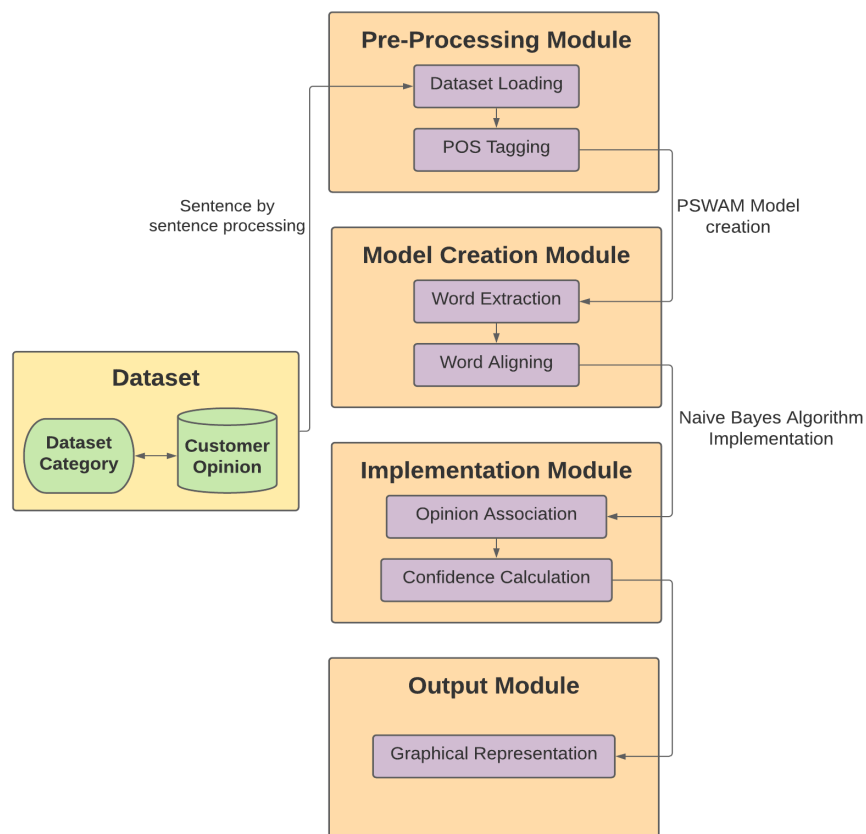 Pre-Processing Module
Dataset Loading
POS Tagging
Sentence by
sentence processing
PSWAM Model
creation
Model Creation Module
Word Extraction
Word Aligning
Dataset
Dataset
Category
Customer
Opinion
Naive Bayes Algorithm
Implementation
Implementation Module
Opinion Association
Confidence Calculation
Output Module
Graphical Representation